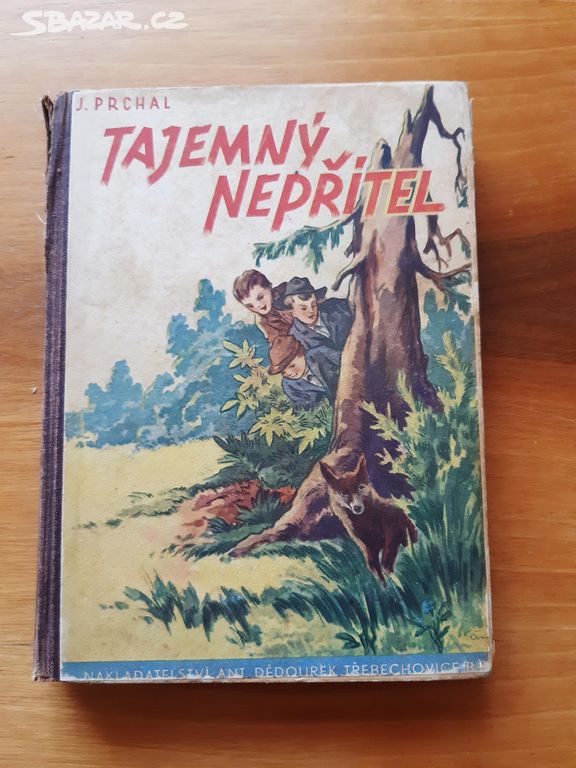 SBAZAR.CZ
J. PRCHAL
TAJEMNÝ
NEPŘÍTEL
NAKLADATELSTVÍ ANT. DĚDOUREK TŘEBECHOVICE P.